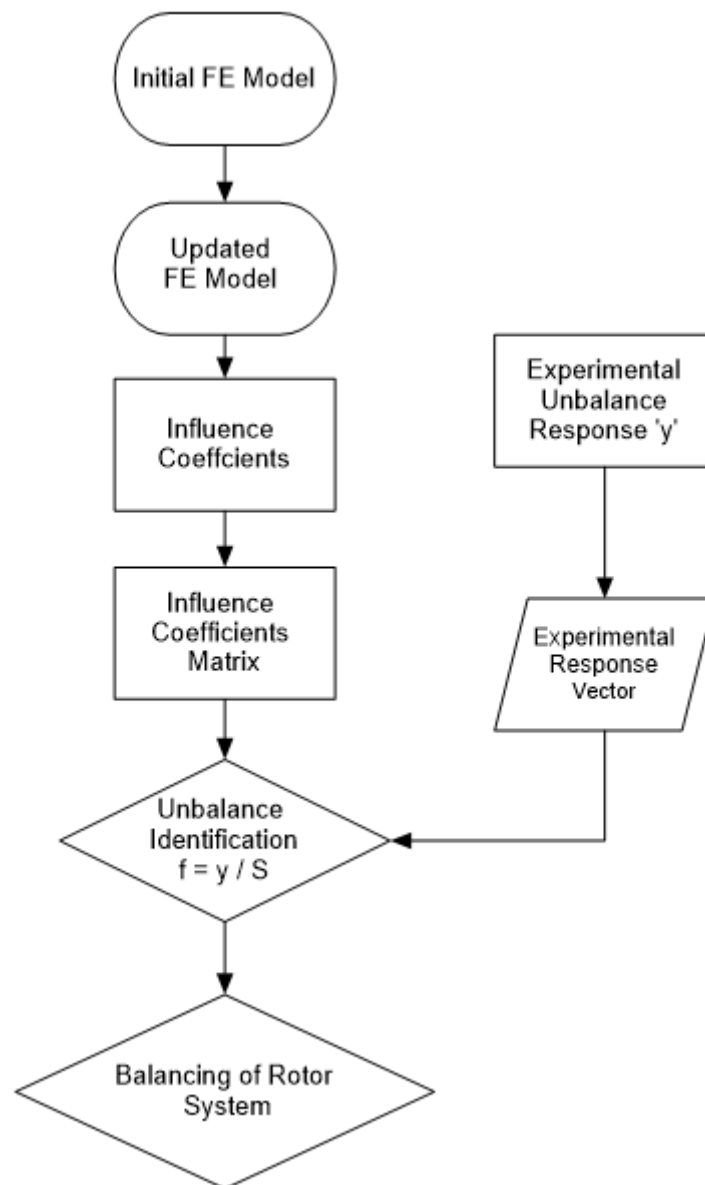 Initial FE Model
Updated
FE Model
Influence
Coeffcients
Influence
Coefficients
Matrix
Experimental
Unbalance
Response 'y'
Experimental
Response
Vector
Unbalance
Identification
f = y / S
Balancing of Rotor
System